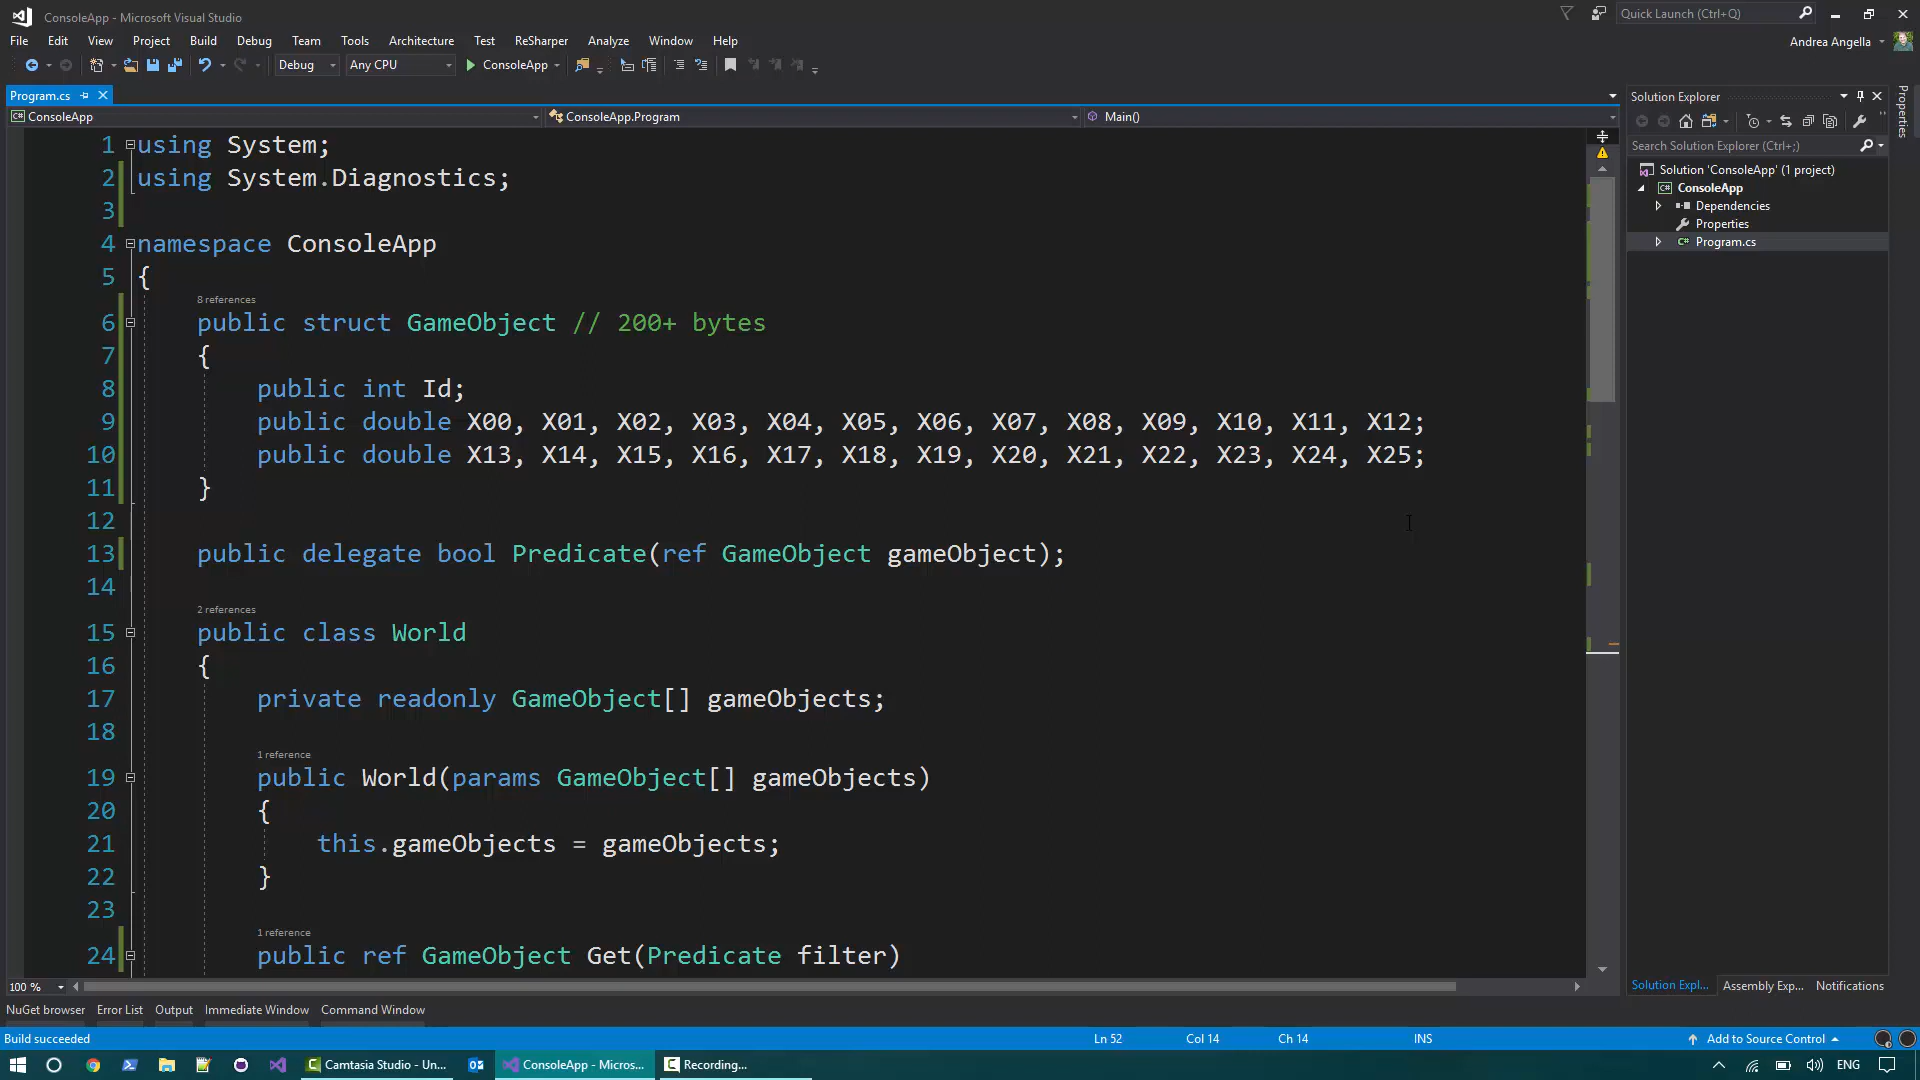 ConsoleApp - Microsoft Visual Studio
Quick Launch (Ctrl+Q)
File Edit View Project Build Debug Team Tools Architecture Test ReSharper Analyze Window Help
Andrea Angella
Debug Any CPU ConsoleApp
Program.cs
ConsoleApp ConsoleApp.Program Main()
1 using System;
2 using System.Diagnostics;
3
4 namespace ConsoleApp
5 {
8 references
6 public struct GameObject // 200+ bytes
7 {
8 public int Id;
9 public double X00, X01, X02, X03, X04, X05, X06, X07, X08, X09, X10, X11, X12;
10 public double X13, X14, X15, X16, X17, X18, X19, X20, X21, X22, X23, X24, X25;
11 }
12
13 public delegate bool Predicate(ref GameObject gameObject);
14
2 references
15 public class World
16 {
17 private readonly GameObject[] gameObjects;
18
1 reference
19 public World(params GameObject[] gameObjects)
20 {
21 this.gameObjects = gameObjects;
22 }
23
1 reference
24 public ref GameObject Get(Predicate filter)
100 %
Solution Explorer
Search Solution Explorer (Ctrl+;)
Solution 'ConsoleApp' (1 project)
C# ConsoleApp
Dependencies
Properties
C# Program.cs
Solution Expl... Assembly Exp... Notifications
Properties
NuGet browser Error List Output Immediate Window Command Window
Build succeeded Ln 52 Col 14 Ch 14 INS Add to Source Control
Camtasia Studio - Un... ConsoleApp - Micros... Recording... ENG